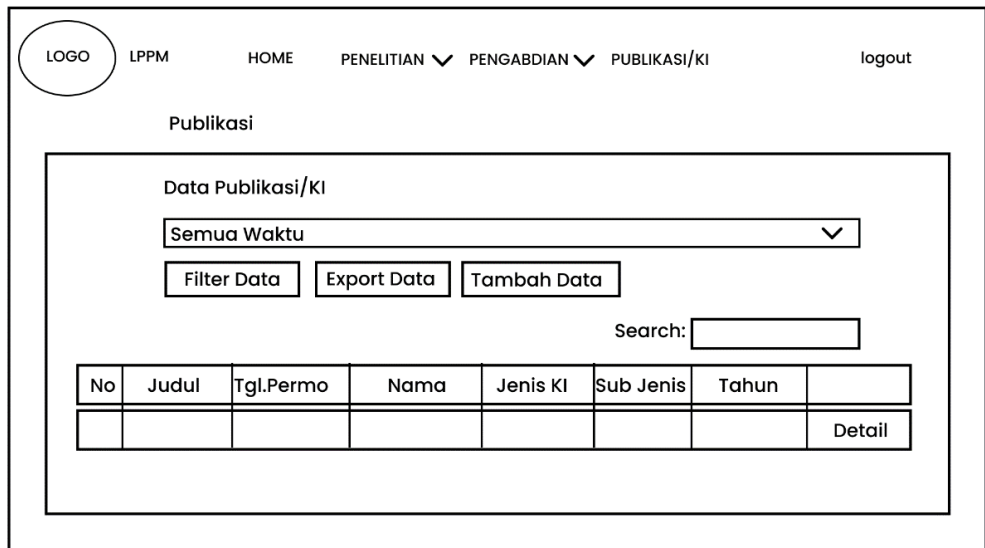 LOGO LPPM HOME PENELITIAN PENGABDIAN PUBLIKASI/KI logout
Publikasi
Data Publikasi/KI
Semua Waktu
Filter Data Export Data Tambah Data
Search:
No Judul Tgl.Permo Nama Jenis KI Sub Jenis Tahun
Detail